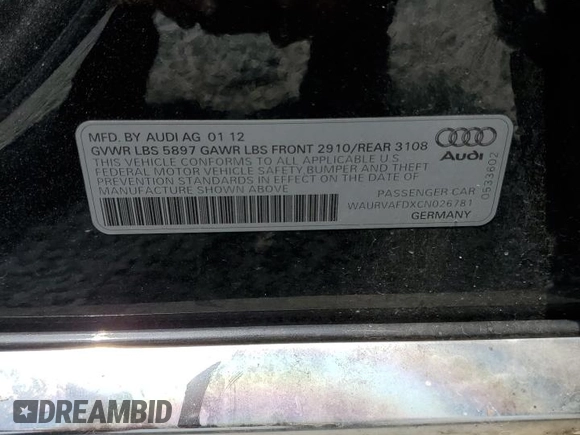 MFD. BY AUDI AG 01 12
GVWR LBS 5897 GAWR LBS FRONT 2910/REAR 3108
THIS VEHICLE CONFORMS TO ALL APPLICABLE U.S.
FEDERAL MOTOR VEHICLE SAFETY BUMPER AND THEFT
PREVENTION STANDARDS IN EFFECT ON THE DATE OF
MANUFACTURE SHOWN ABOVE
Audi
0533602
PASSENGER CAR
WAURVAFDXCN026781
GERMANY
DREAMBID